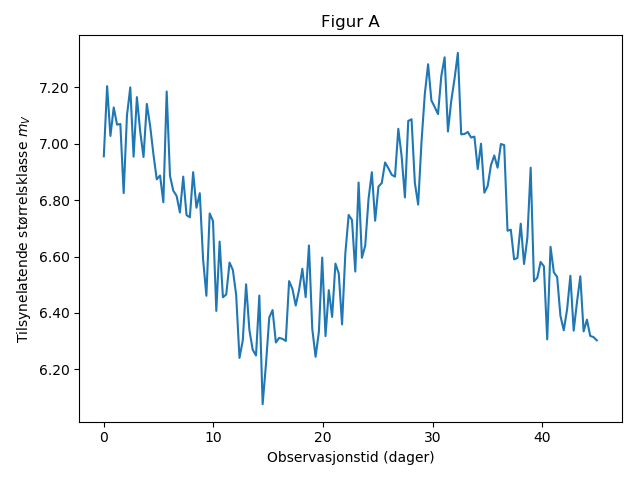 Figur A
Tilsynelatende størrelsesklasse $m_V$
7.20
7.00
6.80
6.60
6.40
6.20
0 10 20 30 40
Observasjonstid (dager)